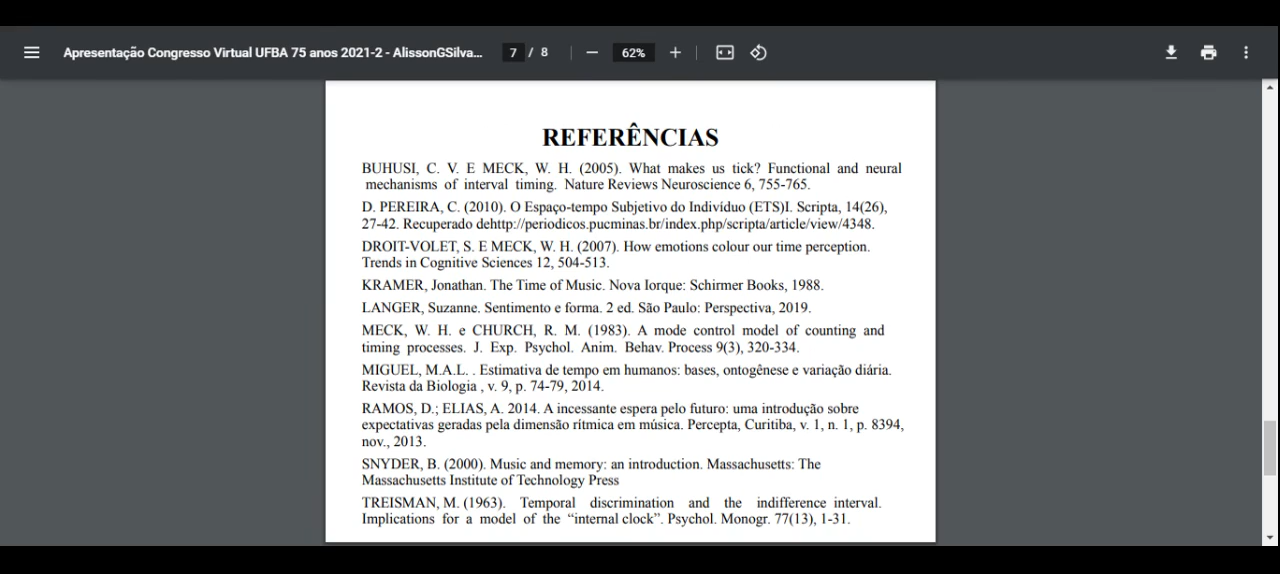 Apresentação Congresso Virtual UFBA 75 anos 2021-2 - AlissonGSilva... 7 / 8 62%
REFERÊNCIAS
BUHUSI, C. V. E MECK, W. H. (2005). What makes us tick? Functional and neural
mechanisms of interval timing. Nature Reviews Neuroscience 6, 755-765.
D. PEREIRA, C. (2010). O Espaço-tempo Subjetivo do Indivíduo (ETS)I. Scripta, 14(26),
27-42. Recuperado dehttp://periodicos.pucminas.br/index.php/scripta/article/view/4348.
DROIT-VOLET, S. E MECK, W. H. (2007). How emotions colour our time perception.
Trends in Cognitive Sciences 12, 504-513.
KRAMER, Jonathan. The Time of Music. Nova Iorque: Schirmer Books, 1988.
LANGER, Suzanne. Sentimento e forma. 2 ed. São Paulo: Perspectiva, 2019.
MECK, W. H. e CHURCH, R. M. (1983). A mode control model of counting and
timing processes. J. Exp. Psychol. Anim. Behav. Process 9(3), 320-334.
MIGUEL, M.A.L. . Estimativa de tempo em humanos: bases, ontogênese e variação diária.
Revista da Biologia , v. 9, p. 74-79, 2014.
RAMOS, D.; ELIAS, A. 2014. A incessante espera pelo futuro: uma introdução sobre
expectativas geradas pela dimensão rítmica em música. Percepta, Curitiba, v. 1, n. 1, p. 8394,
nov., 2013.
SNYDER, B. (2000). Music and memory: an introduction. Massachusetts: The
Massachusetts Institute of Technology Press
TREISMAN, M. (1963). Temporal discrimination and the indifference interval.
Implications for a model of the “internal clock”. Psychol. Monogr. 77(13), 1-31.